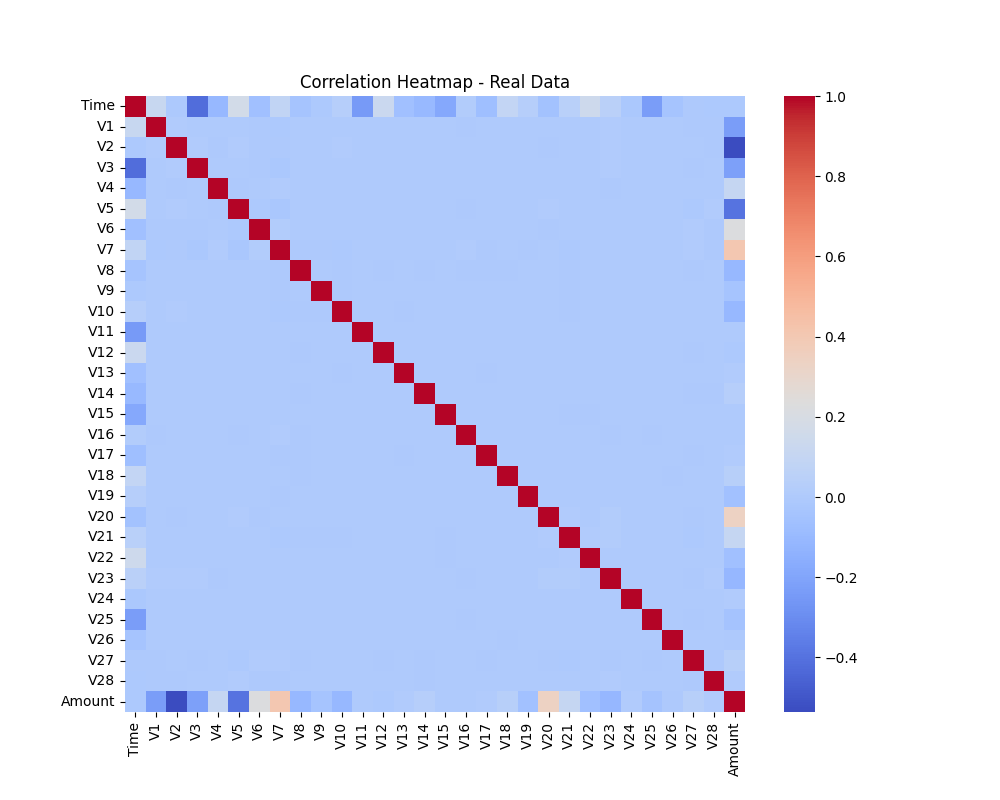 Correlation Heatmap - Real Data
Time
V1
V2
V3
V4
V5
V6
V7
V8
V9
V10
V11
V12
V13
V14
V15
V16
V17
V18
V19
V20
V21
V22
V23
V24
V25
V26
V27
V28
Amount
Time
V1
V2
V3
V4
V5
V6
V7
V8
V9
V10
V11
V12
V13
V14
V15
V16
V17
V18
V19
V20
V21
V22
V23
V24
V25
V26
V27
V28
Amount
1.0
0.8
0.6
0.4
0.2
0.0
−0.2
−0.4